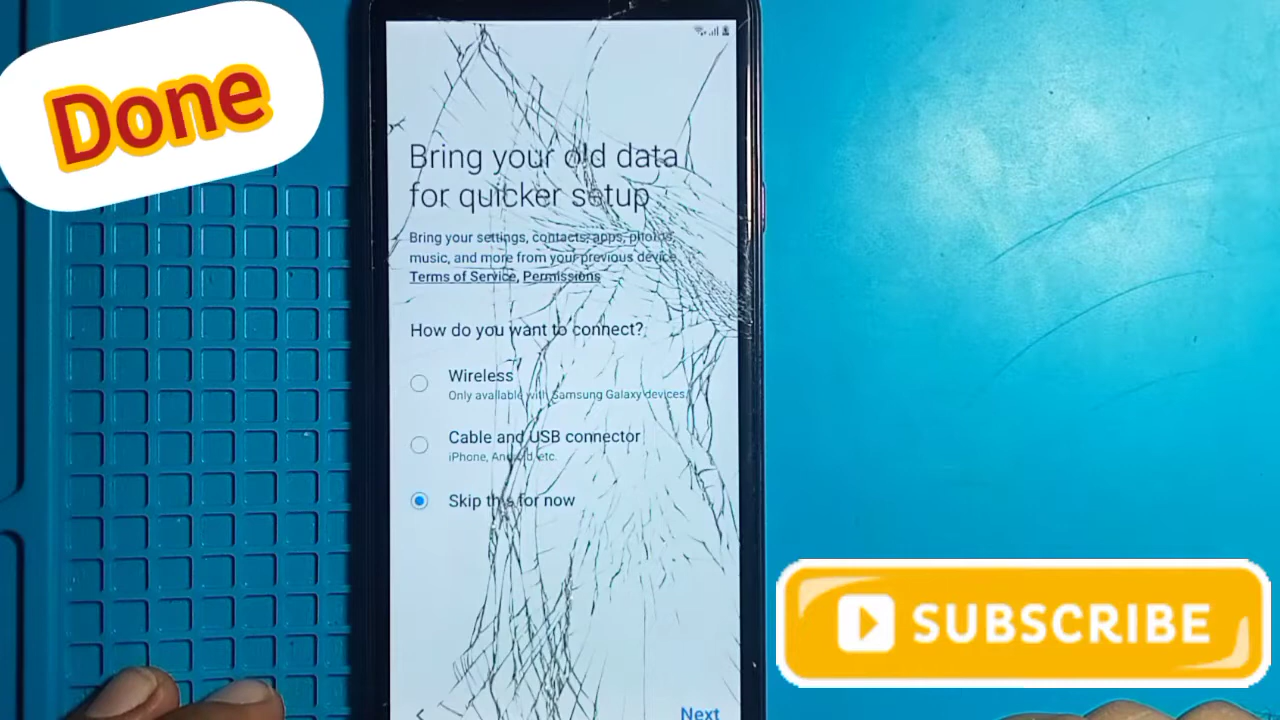 Done
Bring your old data
for quicker setup
Bring your settings, contacts, apps, photos,
music, and more from your previous device.
Terms of Service, Permissions
How do you want to connect?
Wireless
Only available with Samsung Galaxy devices.
Cable and USB connector
iPhone, Android, etc.
Skip this for now
Next
SUBSCRIBE